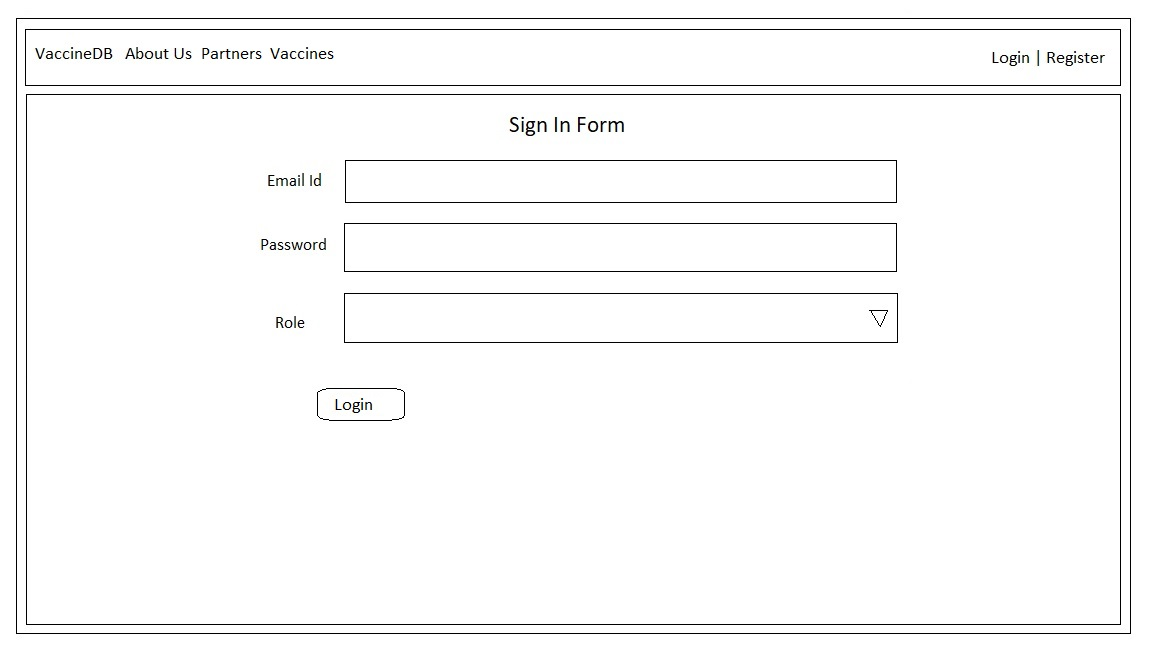 VaccineDB About Us Partners Vaccines Login | Register
Sign In Form
Email Id
Password
Role
Login